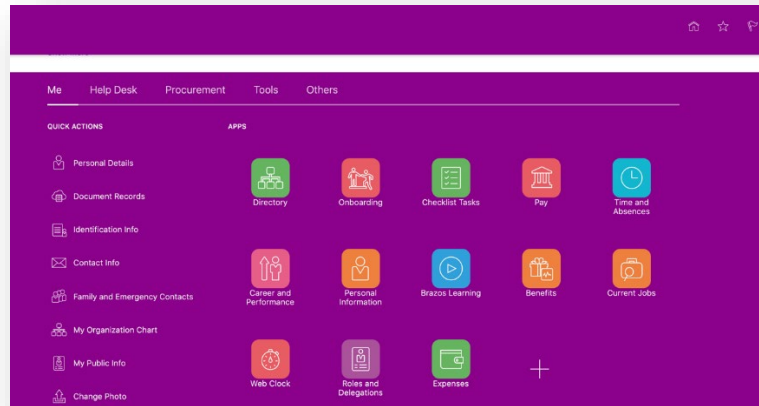 Me Help Desk Procurement Tools Others
QUICK ACTIONS
APPS
Personal Details
Document Records
Identification Info
Contact Info
Family and Emergency Contacts
My Organization Chart
My Public Info
Change Photo
Directory
Onboarding
Checklist Tasks
Pay
Time and
Absences
Career and
Performance
Personal
Information
Brazos Learning
Benefits
Current Jobs
Web Clock
Roles and
Delegations
Expenses